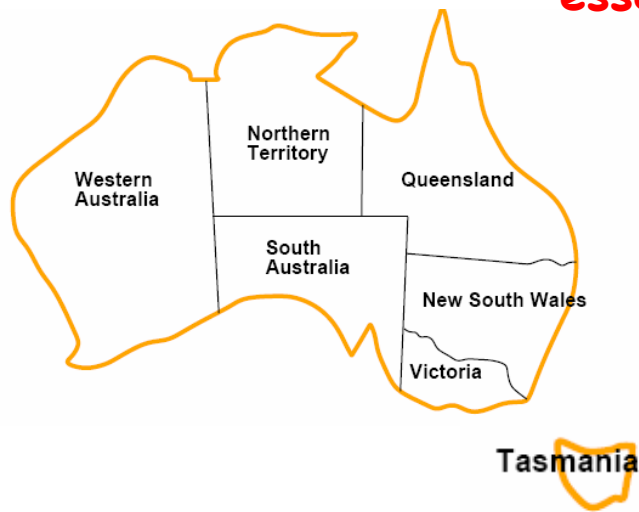 Northern
Territory
Western
Australia
Queensland
South
Australia
New South Wales
Victoria
Tasmania